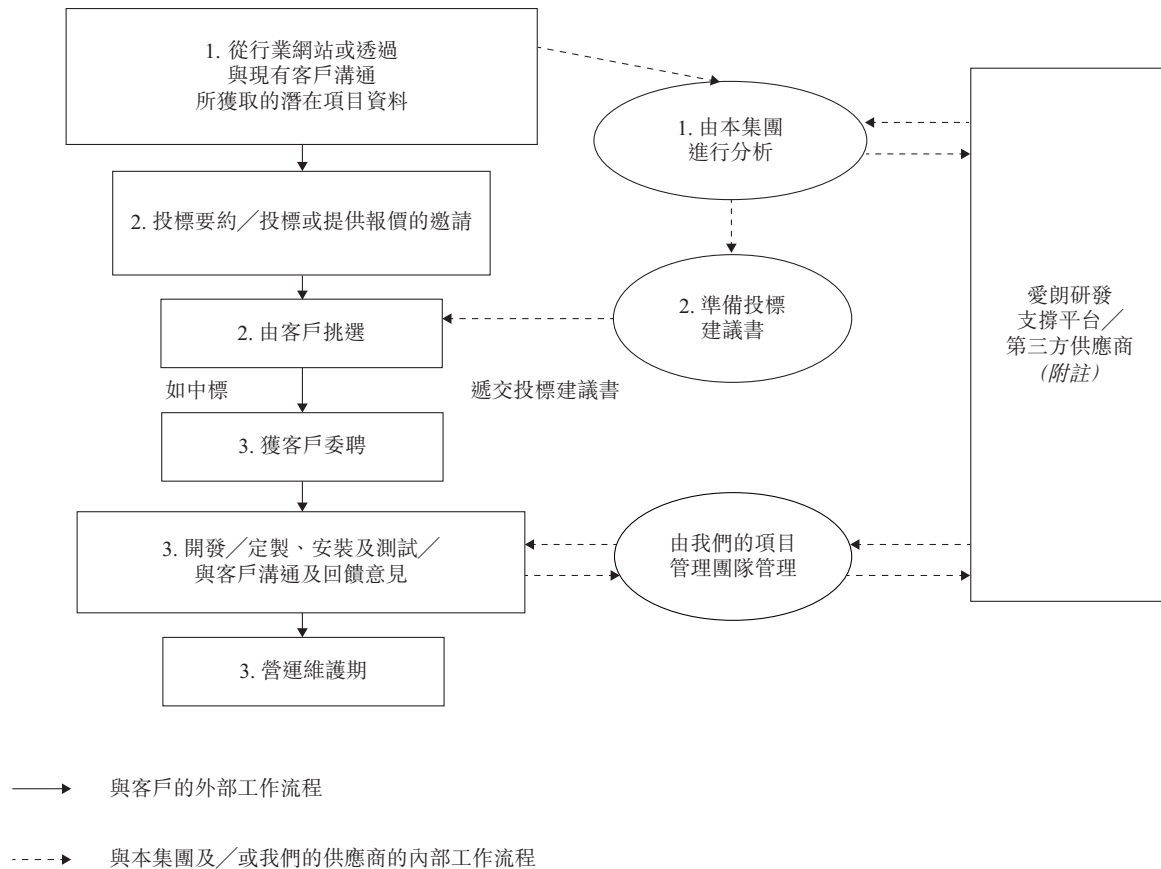 1. 從行業網站或透過
與現有客戶溝通
所獲取的潛在項目資料
1. 由本集團
進行分析
2. 投標要約／投標或提供報價的邀請
2. 由客戶挑選
2. 準備投標
建議書
愛朗研發
支撐平台／
第三方供應商
(附註)
如中標
遞交投標建議書
3. 獲客戶委聘
3. 開發／定製、安裝及測試／
與客戶溝通及回饋意見
由我們的項目
管理團隊管理
3. 營運維護期
與客戶的外部工作流程
與本集團及／或我們的供應商的內部工作流程